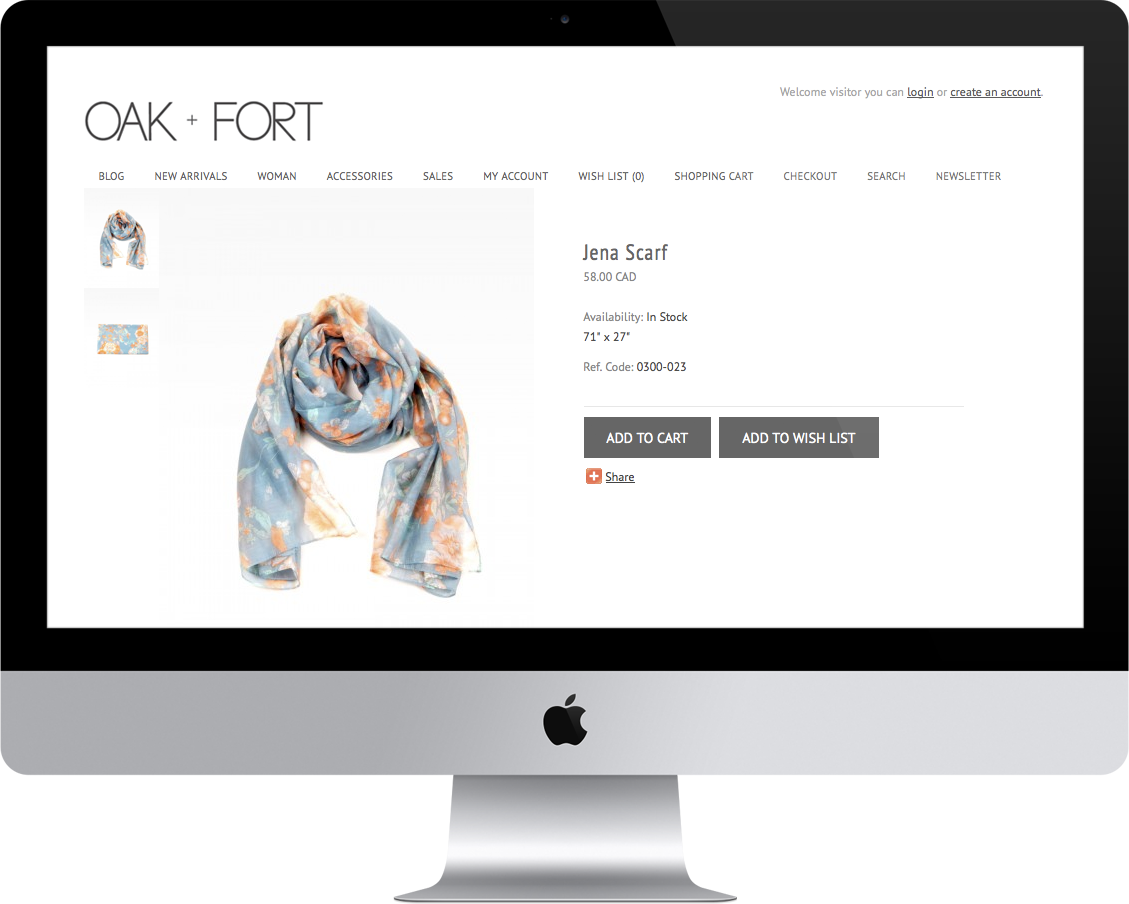 Welcome visitor you can login or create an account.
OAK + FORT
BLOG NEW ARRIVALS WOMAN ACCESSORIES SALES MY ACCOUNT WISH LIST (0) SHOPPING CART CHECKOUT SEARCH NEWSLETTER
Jena Scarf
58.00 CAD
Availability: In Stock
71" x 27"
Ref. Code: 0300-023
ADD TO CART ADD TO WISH LIST
Share